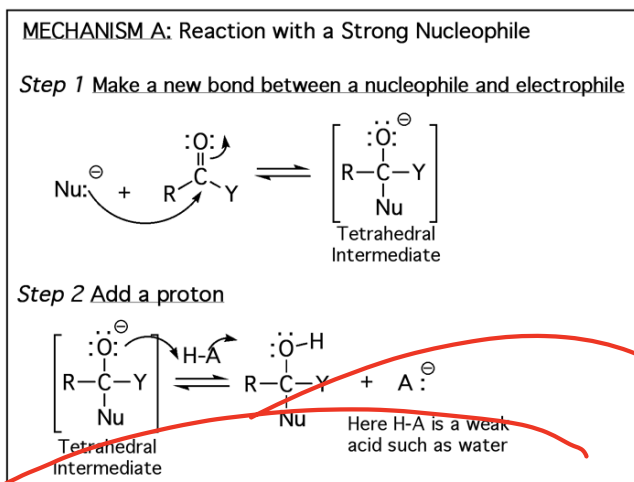 MECHANISM A: Reaction with a Strong Nucleophile
Step 1 Make a new bond between a nucleophile and electrophile
Nu: ⊖ + :O: R C Y ⇌ :O: ⊖ R–C–Y Nu
Tetrahedral
Intermediate
Step 2 Add a proton
:O: ⊖ R–C–Y Nu H-A ⇌ :O–H R–C–Y Nu + A: ⊖
Tetrahedral
Intermediate
Here H-A is a weak
acid such as water